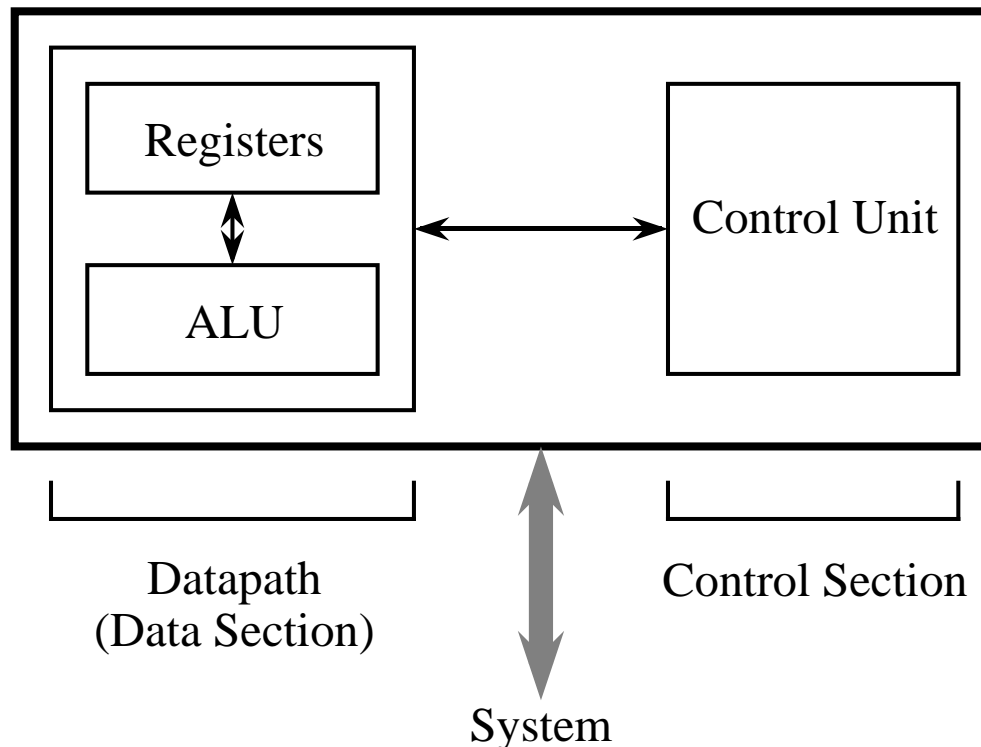 Registers
ALU
Control Unit
Datapath
(Data Section)
Control Section
System